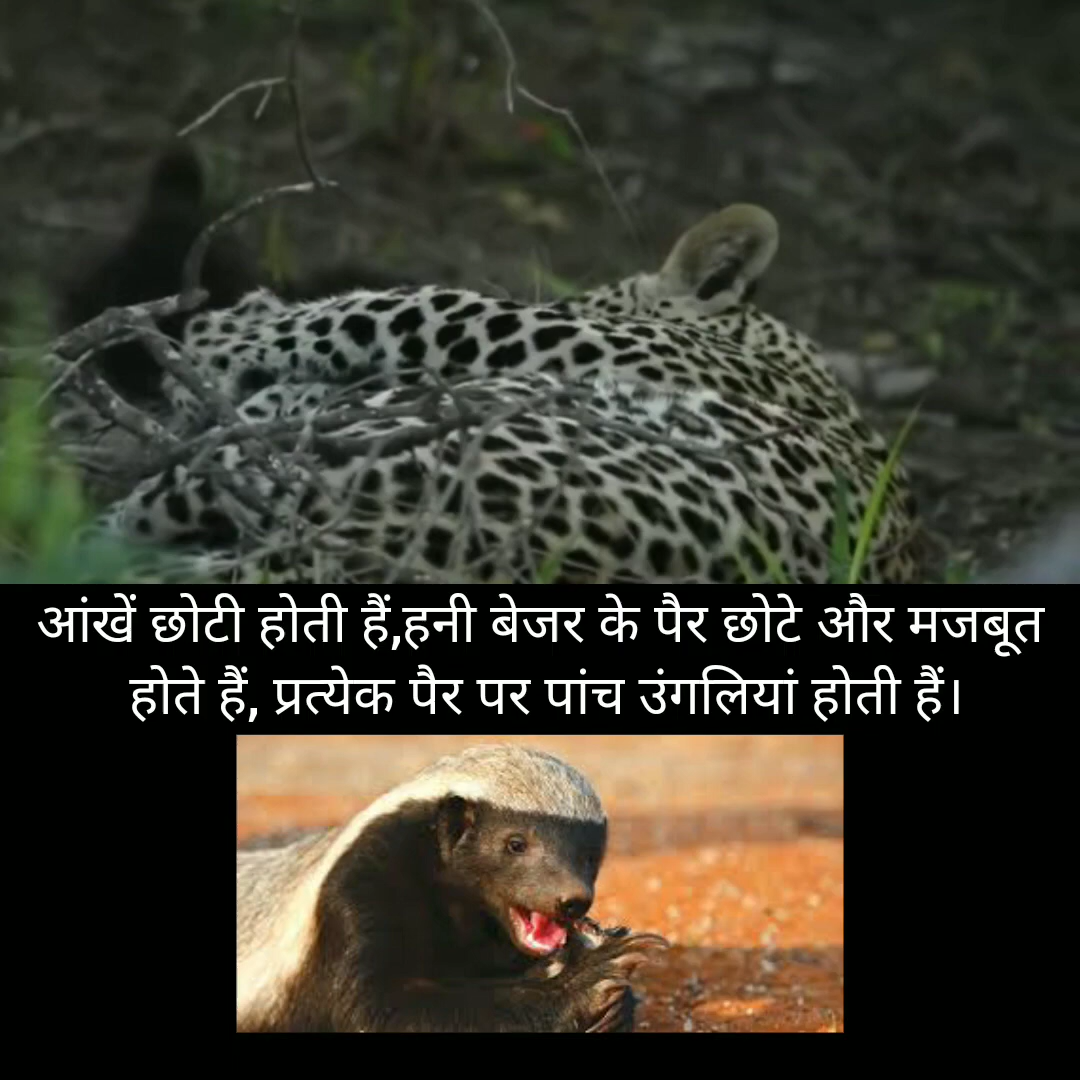 आंखें छोटी होती हैं,हनी बेजर के पैर छोटे और मजबूत
होते हैं, प्रत्येक पैर पर पांच उंगलियां होती हैं।